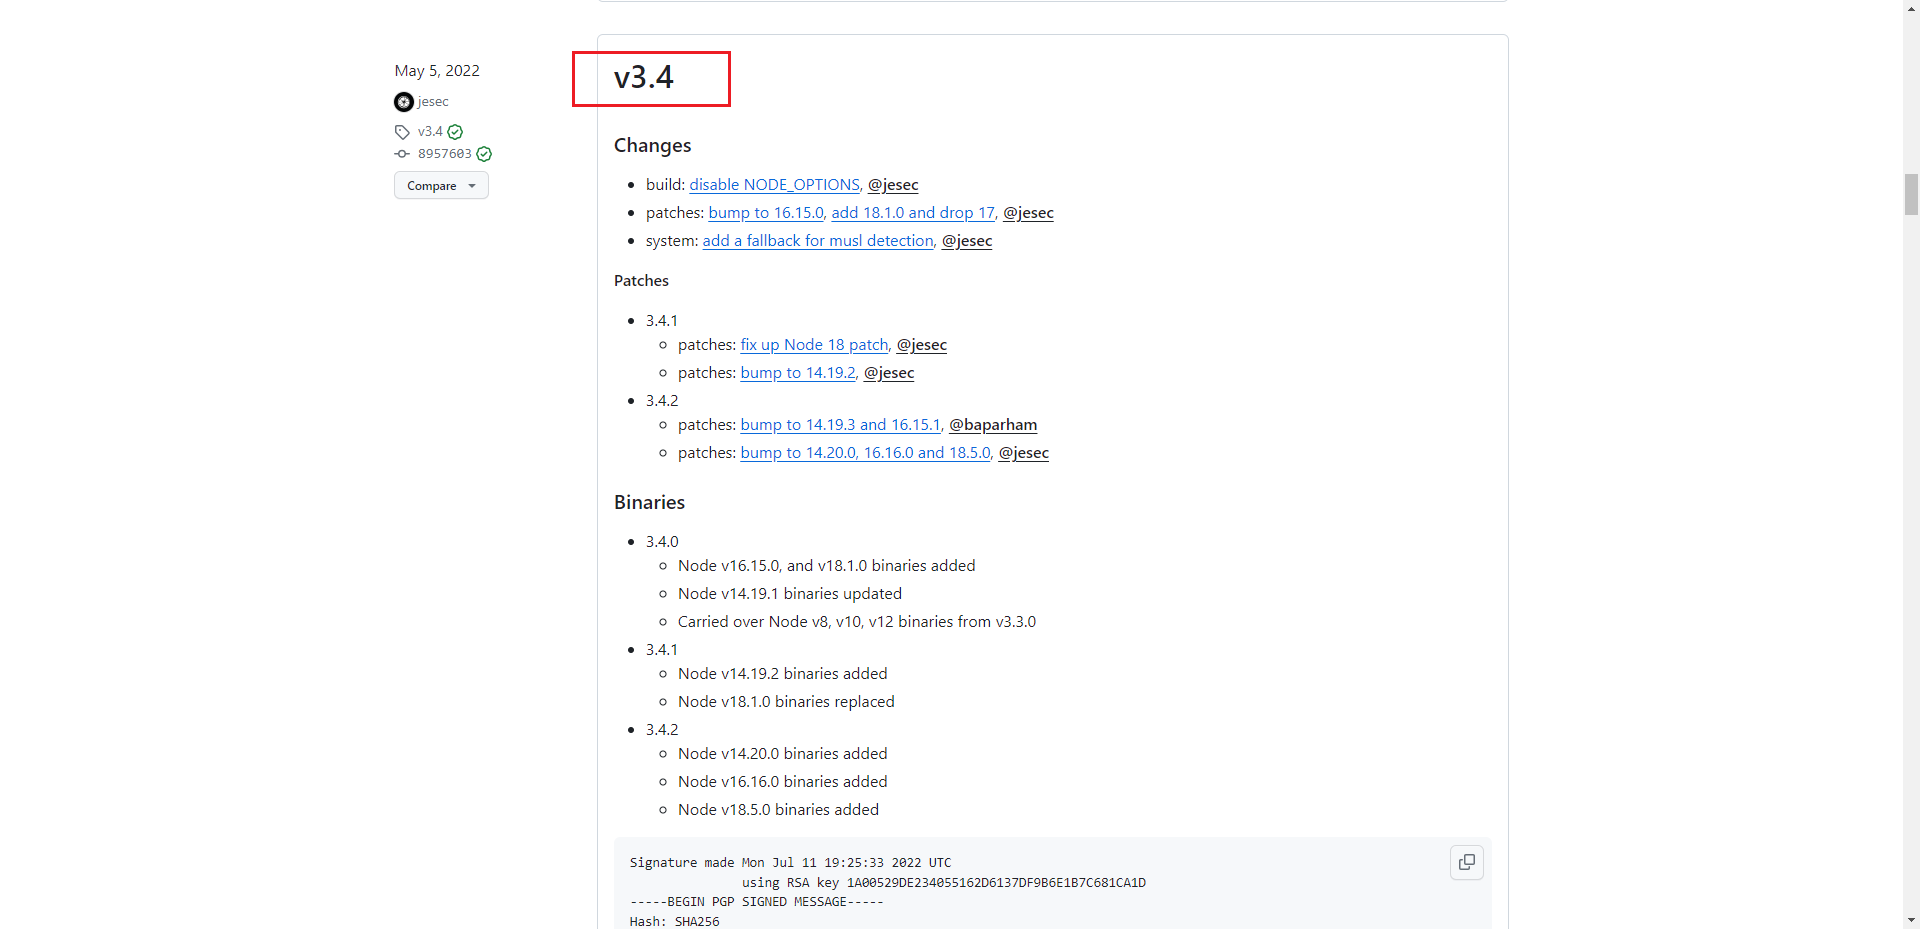 May 5, 2022
jesec
v3.4
8957603
Compare
v3.4
Changes
build: disable NODE_OPTIONS, @jesec
patches: bump to 16.15.0, add 18.1.0 and drop 17, @jesec
system: add a fallback for musl detection, @jesec
Patches
3.4.1
patches: fix up Node 18 patch, @jesec
patches: bump to 14.19.2, @jesec
3.4.2
patches: bump to 14.19.3 and 16.15.1, @baparham
patches: bump to 14.20.0, 16.16.0 and 18.5.0, @jesec
Binaries
3.4.0
Node v16.15.0, and v18.1.0 binaries added
Node v14.19.1 binaries updated
Carried over Node v8, v10, v12 binaries from v3.3.0
3.4.1
Node v14.19.2 binaries added
Node v18.1.0 binaries replaced
3.4.2
Node v14.20.0 binaries added
Node v16.16.0 binaries added
Node v18.5.0 binaries added
Signature made Mon Jul 11 19:25:33 2022 UTC
using RSA key 1A00529DE234055162D6137DF9B6E1B7C681CA1D
-----BEGIN PGP SIGNED MESSAGE-----
Hash: SHA256